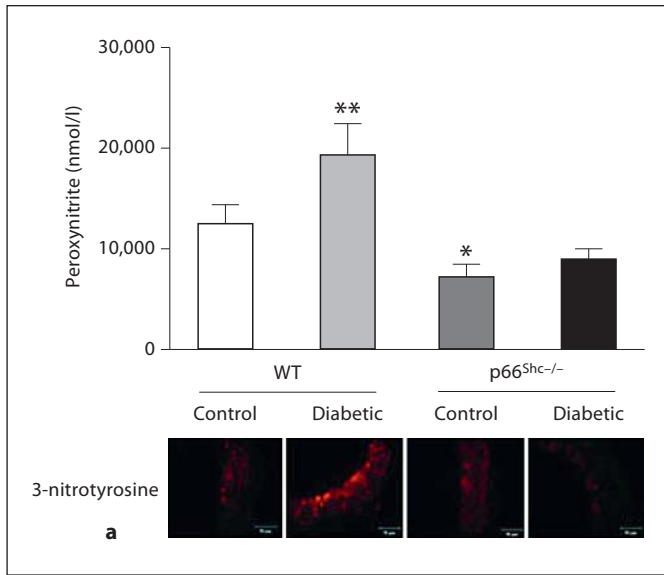 30,000
20,000
10,000
0
Peroxynitrite (nmol/l)
**
*
WT
p66Shc–/–
Control
Diabetic
Control
Diabetic
3-nitrotyrosine
a